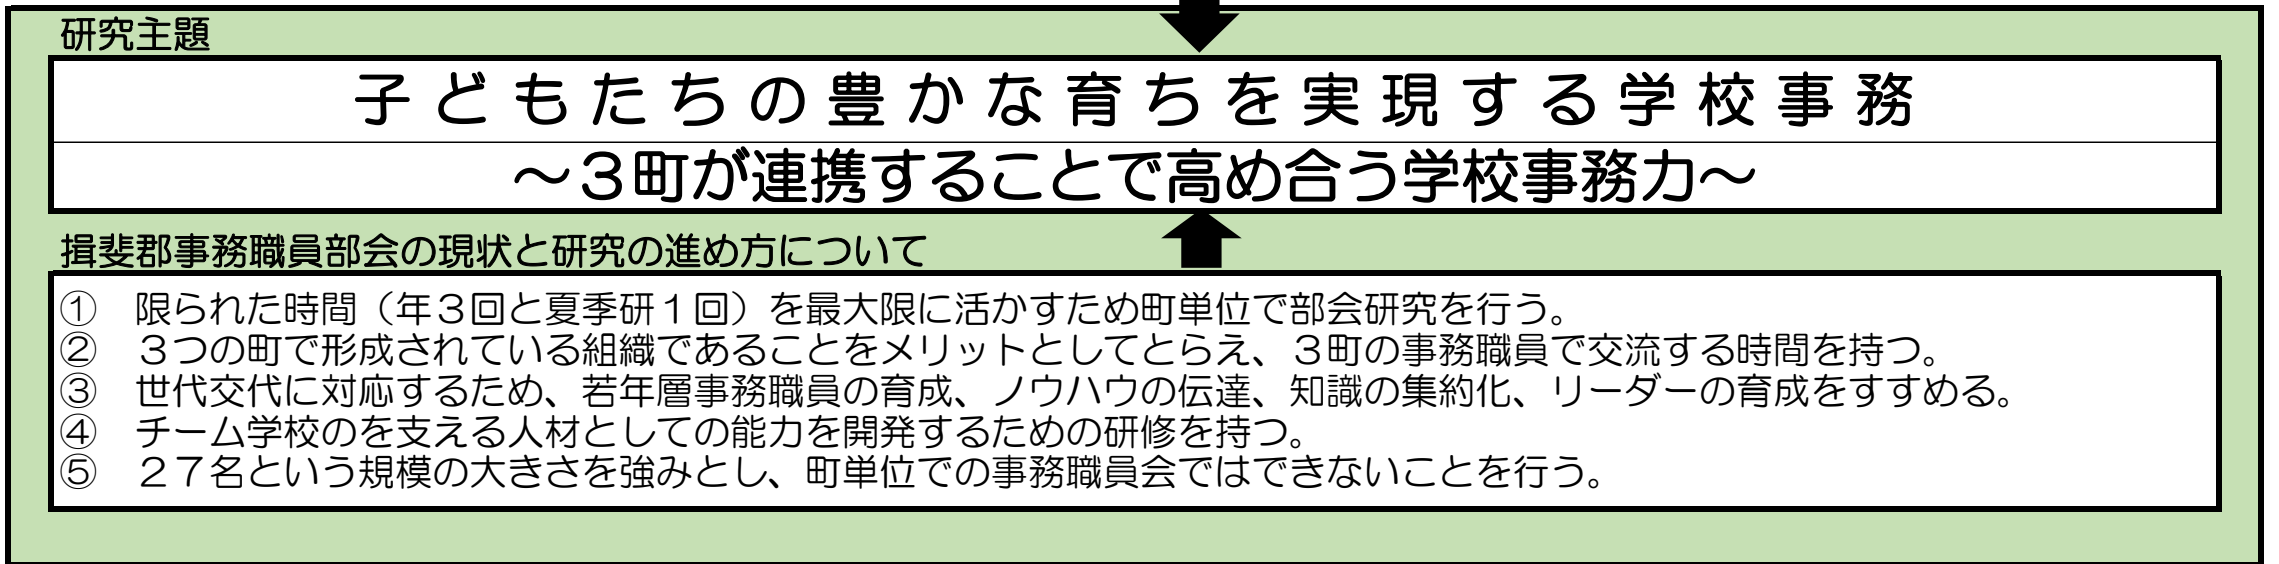 研究主題
子どもたちの豊かな育ちを実現する学校事務
～３町が連携することで高め合う学校事務力～
揖斐郡事務職員部会の現状と研究の進め方について
①　限られた時間（年３回と夏季研１回）を最大限に活かすため町単位で部会研究を行う。
②　３つの町で形成されている組織であることをメリットとしてとらえ、３町の事務職員で交流する時間を持つ。
③　世代交代に対応するため、若年層事務職員の育成、ノウハウの伝達、知識の集約化、リーダーの育成をすすめる。
④　チーム学校のを支える人材としての能力を開発するための研修を持つ。
⑤　２７名という規模の大きさを強みとし、町単位での事務職員会ではできないことを行う。